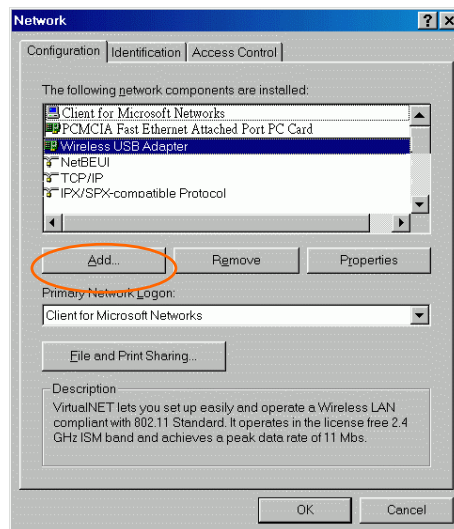 Network
Configuration Identification Access Control
The following network components are installed:
Client for Microsoft Networks
PCMCIA Fast Ethernet Attached Port PC Card
Wireless USB Adapter
NetBEUI
TCP/IP
IPX/SPX-compatible Protocol
Add... Remove Properties
Primary Network Logon:
Client for Microsoft Networks
File and Print Sharing...
Description
VirtualNET lets you set up easily and operate a Wireless LAN
compliant with 802.11 Standard. It operates in the license free 2.4
GHz ISM band and achieves a peak data rate of 11 Mbs.
OK Cancel